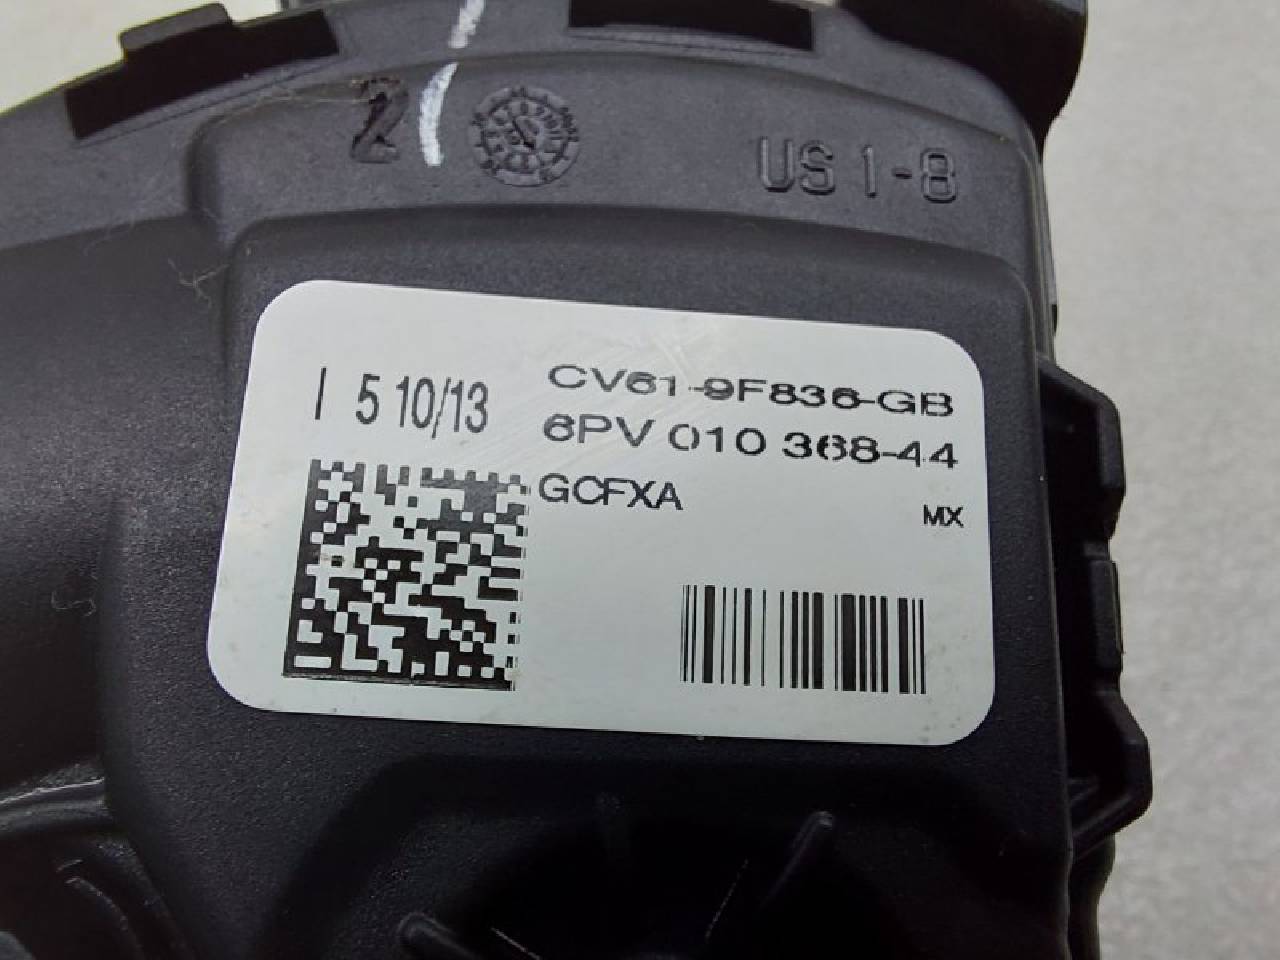 2
US 1-8
| 5 10/13
CV61-9F836-GB
6PV 010 368-44
GCFXA
MX